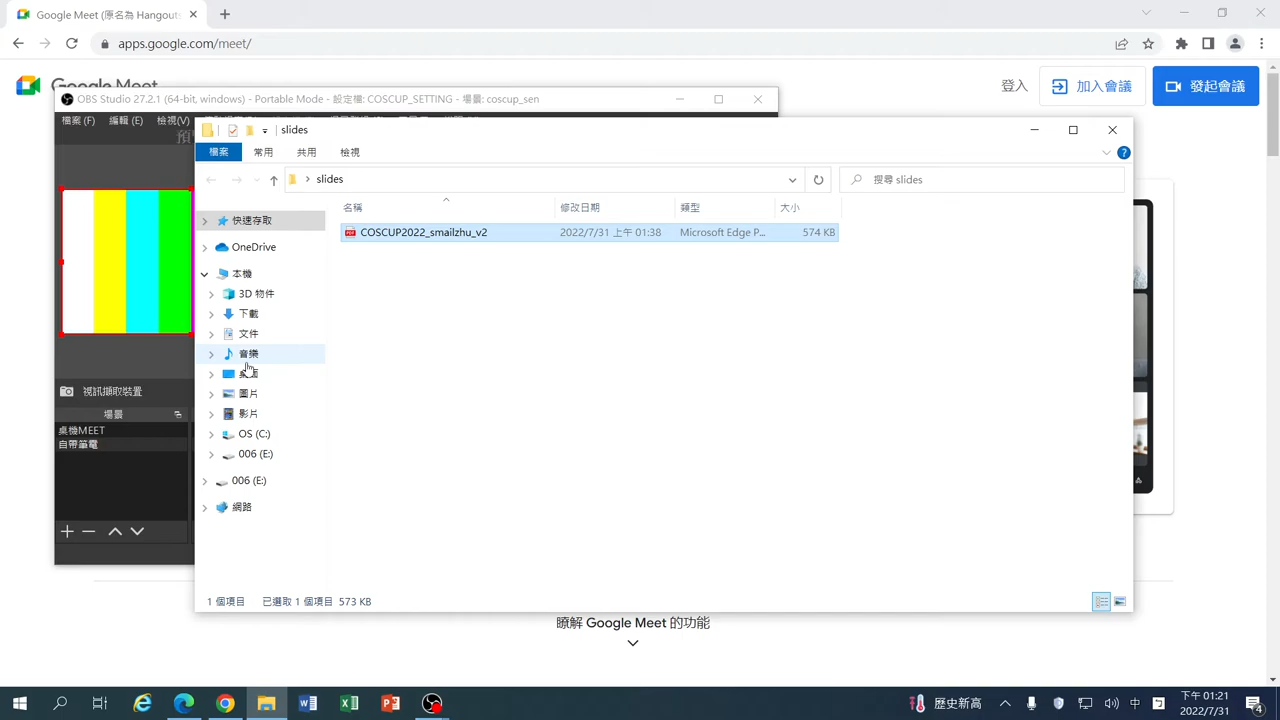 Google Meet (原名為 Hangouts
apps.google.com/meet/
Google Meet
登入
加入會議
發起會議
OBS Studio 27.2.1 (64-bit, windows) - Portable Mode - 設定檔: COSCUP_SETTING - 場景: coscup_sen
檔案 (F)
編輯 (E)
檢視(V)
slides
檔案
常用
共用
檢視
slides
搜尋 slides
名稱
修改日期
類型
大小
快速存取
COSCUP2022_smailzhu_v2
2022/7/31 上午 01:38
Microsoft Edge P...
574 KB
OneDrive
本機
3D 物件
下載
文件
音樂
桌面
圖片
影片
OS (C:)
006 (E:)
006 (E:)
網路
視訊擷取裝置
場景
桌機MEET
自帶筆電
1 個項目
已選取 1 個項目
573 KB
瞭解 Google Meet 的功能
歷史新高
中
下午 01:21
2022/7/31
4